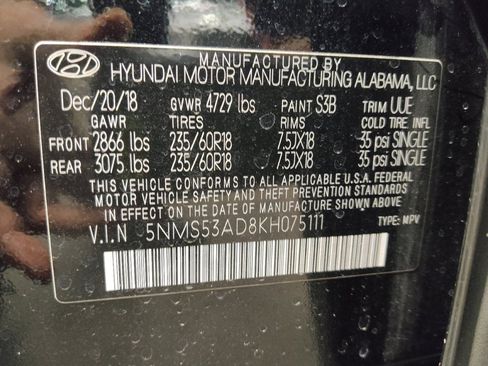 MANUFACTURED BY
HYUNDAI MOTOR MANUFACTURING ALABAMA, LLC
Dec/20/18 GVWR 4729 lbs PAINT S3B TRIM UUE
GAWR TIRES RIMS COLD TIRE INFL
FRONT 2866 lbs 235/60R18 7.5JX18 35 psi SINGLE
REAR 3075 lbs 235/60R18 7.5JX18 35 psi SINGLE
THIS VEHICLE CONFORMS TO ALL APPLICABLE U.S.A. FEDERAL
MOTOR VEHICLE SAFETY AND THEFT PREVENTION STANDARDS
IN EFFECT ON THE DATE OF MANUFACTURE SHOWN ABOVE.
V.I.N 5NMS53AD8KH075111 TYPE: MPV